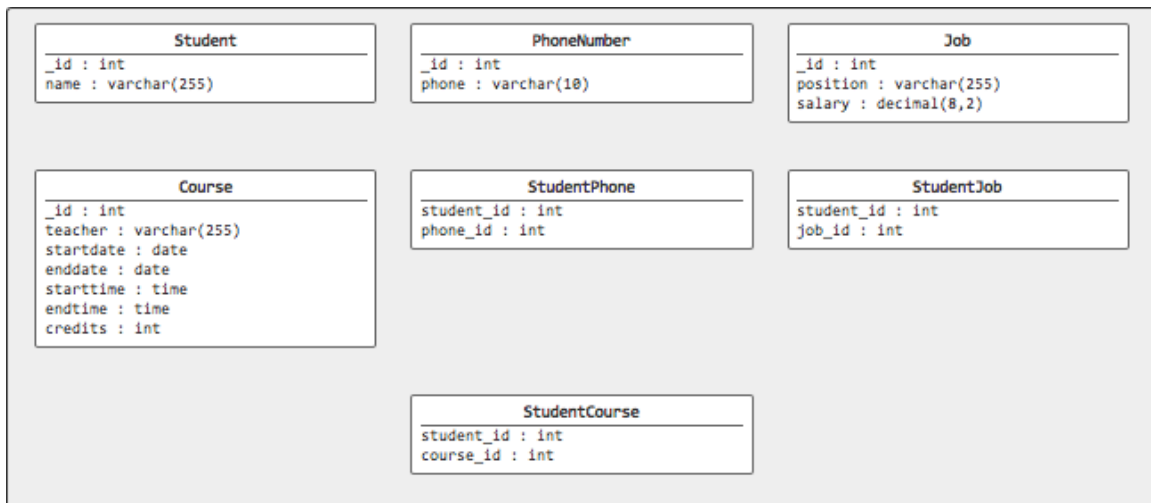 Student
_id : int
name : varchar(255)
PhoneNumber
_id : int
phone : varchar(10)
Job
_id : int
position : varchar(255)
salary : decimal(8,2)
Course
_id : int
teacher : varchar(255)
startdate : date
enddate : date
starttime : time
endtime : time
credits : int
StudentPhone
student_id : int
phone_id : int
StudentJob
student_id : int
job_id : int
StudentCourse
student_id : int
course_id : int